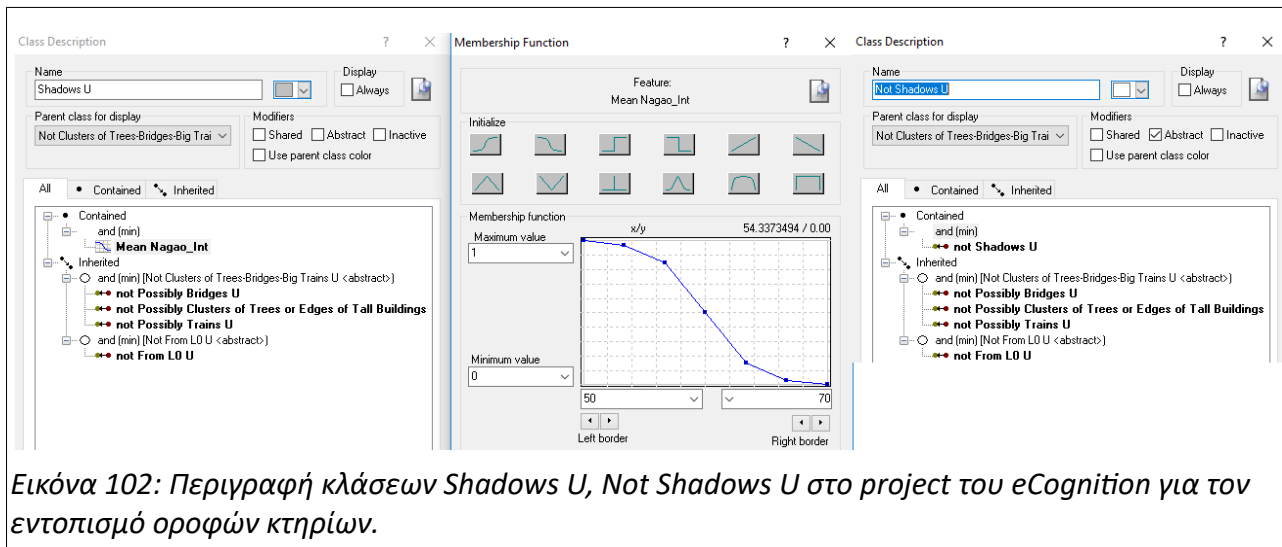 Class Description ?
Name
Shadows U
Display
Always
Parent class for display
Not Clusters of Trees-Bridges-Big Trai
Modifiers
Shared Abstract Inactive
Use parent class color
All Contained Inherited
Contained
and (min)
Mean Nagao_Int
Inherited
and (min) [Not Clusters of Trees-Bridges-Big Trains U <abstract>]
not Possibly Bridges U
not Possibly Clusters of Trees or Edges of Tall Buildings
not Possibly Trains U
and (min) [Not From L0 U <abstract>]
not From L0 U
Membership Function ?
Feature:
Mean Nagao_Int
Initialize
Membership function
Maximum value
1
x/y 54.3373494 / 0.00
Minimum value
0
50 70
Left border Right border
Class Description ?
Name
Not Shadows U
Display
Always
Parent class for display
Not Clusters of Trees-Bridges-Big Trai
Modifiers
Shared Abstract Inactive
Use parent class color
All Contained Inherited
Contained
and (min)
not Shadows U
Inherited
and (min) [Not Clusters of Trees-Bridges-Big Trains U <abstract>]
not Possibly Bridges U
not Possibly Clusters of Trees or Edges of Tall Buildings
not Possibly Trains U
and (min) [Not From L0 U <abstract>]
not From L0 U
Εικόνα 102: Περιγραφή κλάσεων Shadows U, Not Shadows U στο project του eCognition για τον
εντοπισμό οροφών κτηρίων.